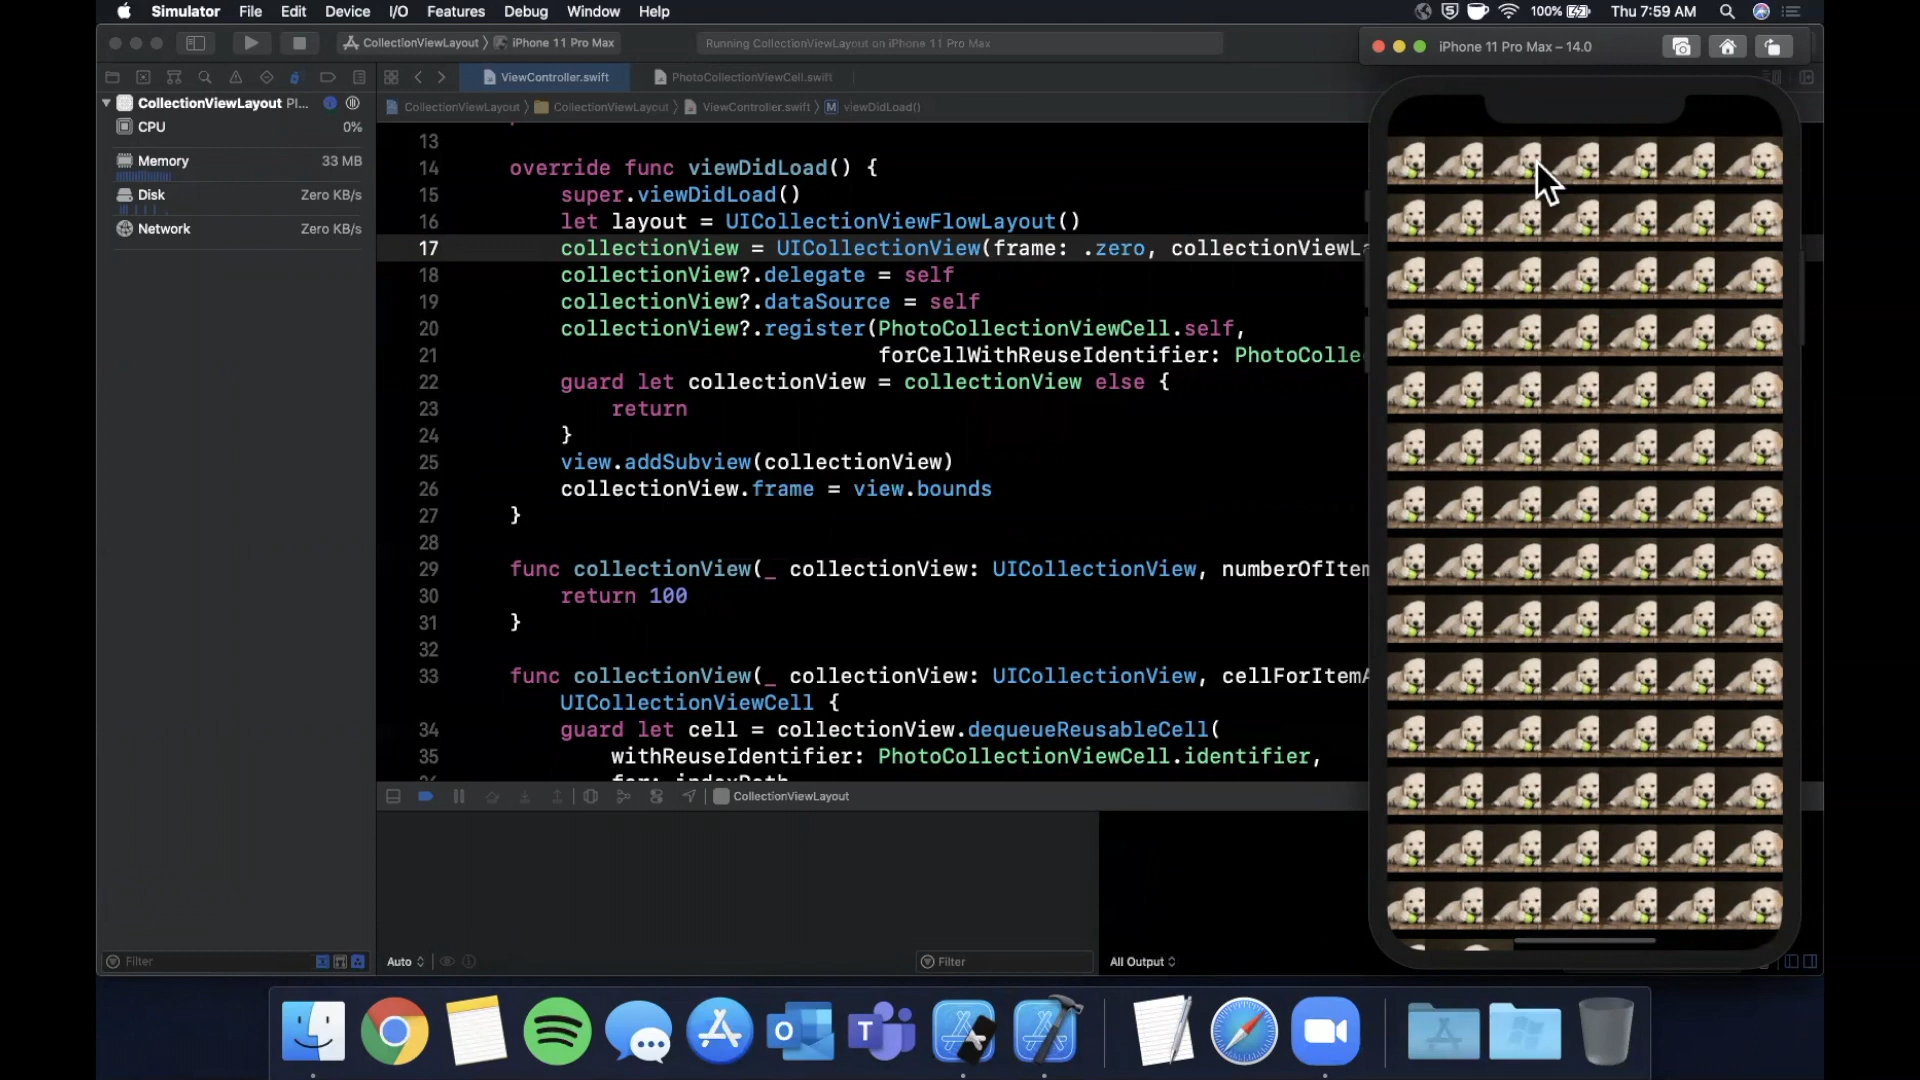 Simulator File Edit Device I/O Features Debug Window Help 100% Thu 7:59 AM
CollectionViewLayout iPhone 11 Pro Max Running CollectionViewLayout on iPhone 11 Pro Max
iPhone 11 Pro Max – 14.0
ViewController.swift PhotoCollectionViewCell.swift
CollectionViewLayout CollectionViewLayout ViewController.swift M viewDidLoad()
CollectionViewLayout Pl...
CPU 0%
Memory 33 MB
Disk Zero KB/s
Network Zero KB/s
13
14 override func viewDidLoad() {
15 super.viewDidLoad()
16 let layout = UICollectionViewFlowLayout()
17 collectionView = UICollectionView(frame: .zero, collectionViewLa
18 collectionView?.delegate = self
19 collectionView?.dataSource = self
20 collectionView?.register(PhotoCollectionViewCell.self,
21 forCellWithReuseIdentifier: PhotoColle
22 guard let collectionView = collectionView else {
23 return
24 }
25 view.addSubview(collectionView)
26 collectionView.frame = view.bounds
27 }
28
29 func collectionView(_ collectionView: UICollectionView, numberOfItem
30 return 100
31 }
32
33 func collectionView(_ collectionView: UICollectionView, cellForItemA
UICollectionViewCell {
34 guard let cell = collectionView.dequeueReusableCell(
35 withReuseIdentifier: PhotoCollectionViewCell.identifier,
36 for: indexPath
CollectionViewLayout
Filter Auto Filter All Output